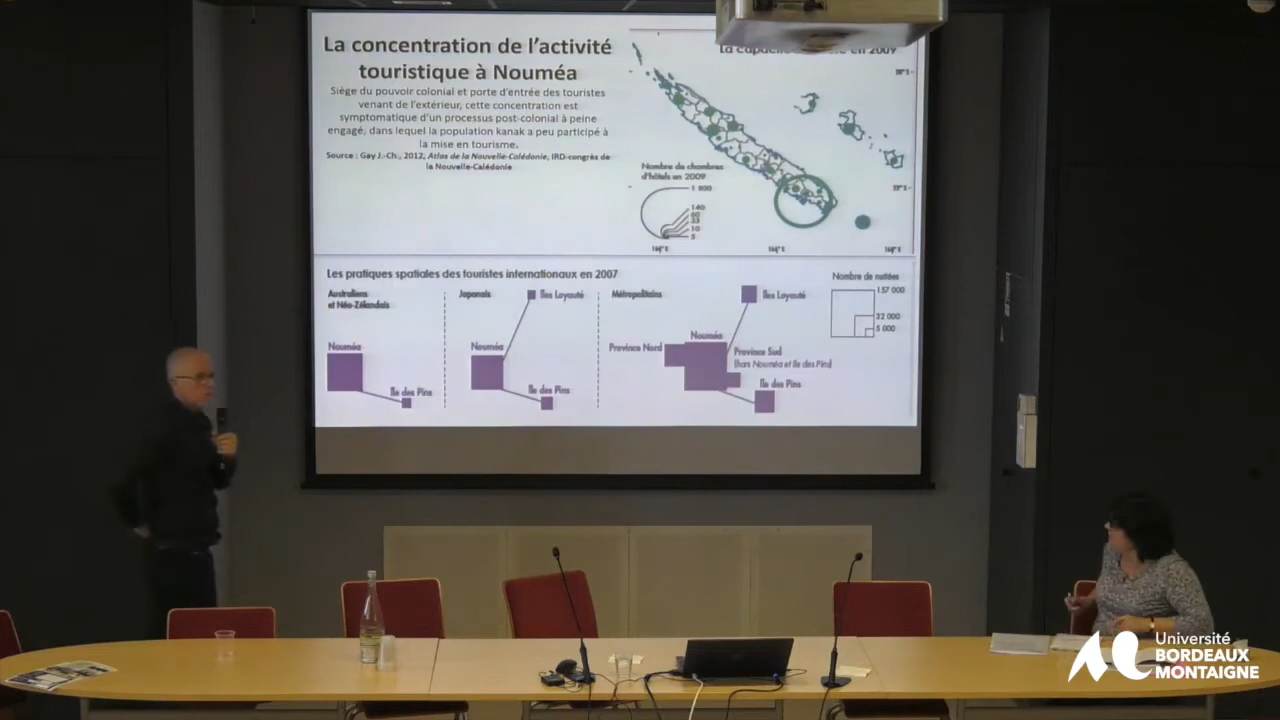 La concentration de l'activité
touristique à Nouméa
Siège du pouvoir colonial et porte d'entrée des touristes
venant de l'extérieur, cette concentration est
symptomatique d'un processus post-colonial à peine
engagé, dans lequel la population kanak a peu participé à
la mise en tourisme.
Source : Gay J.-Ch., 2012, Atlas de la Nouvelle-Calédonie, IRD-congrès de
la Nouvelle-Calédonie
en 2009
Nombre de chambres
d'hôtels en 2009
1 800
140
60
33
10
5
Les pratiques spatiales des touristes internationaux en 2007
Australiens
et Néo-Zélandais
Nouméa
Île des Pins
Japonais
Îles Loyauté
Nouméa
Île des Pins
Métropolitains
Îles Loyauté
Nouméa
Province Nord
Province Sud
(hors Nouméa et Île des Pins)
Île des Pins
Nombre de nuitées
157 000
32 000
5 000
Université
BORDEAUX
MONTAIGNE